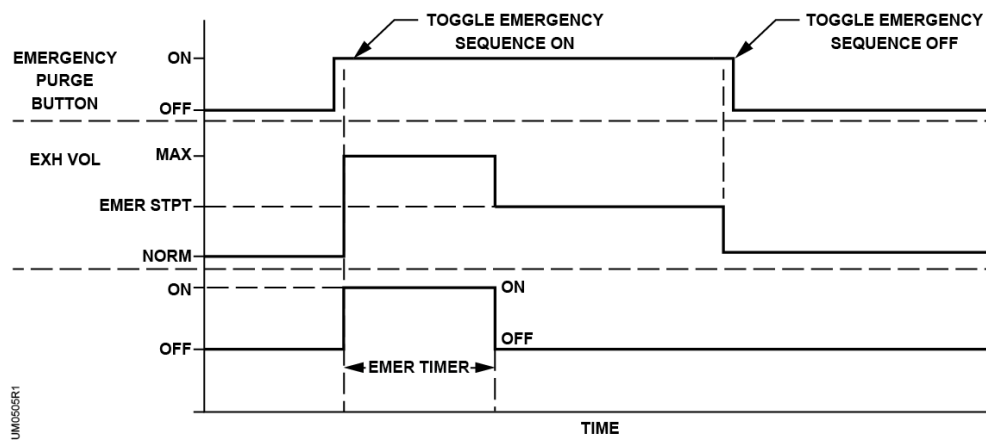 TOGGLE EMERGENCY
SEQUENCE ON
TOGGLE EMERGENCY
SEQUENCE OFF
EMERGENCY
PURGE
BUTTON
ON
OFF
EXH VOL
MAX
EMER STPT
NORM
ON
ON
OFF
OFF
EMER TIMER
TIME
UM0505R1